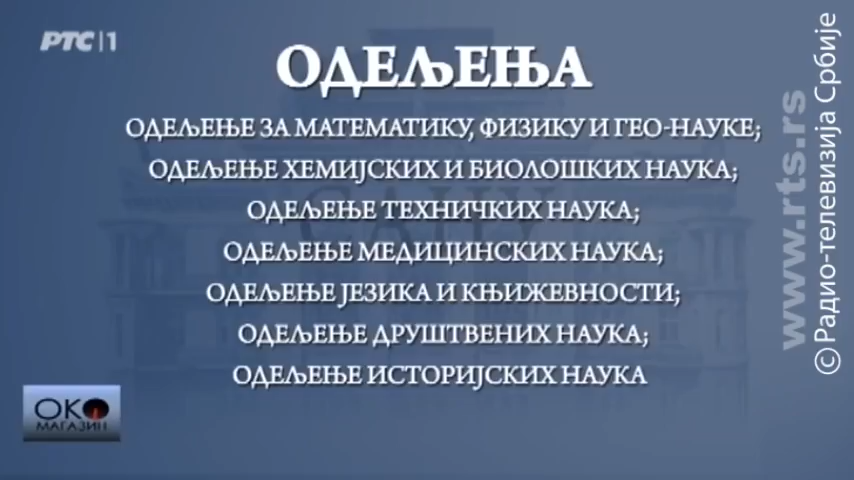 РТС|1
ОДЕЉЕЊА
ОДЕЉЕЊЕ ЗА МАТЕМАТИКУ, ФИЗИКУ И ГЕО-НАУКЕ;
ОДЕЉЕЊЕ ХЕМИЈСКИХ И БИОЛОШКИХ НАУКА;
ОДЕЉЕЊЕ ТЕХНИЧКИХ НАУКА;
ОДЕЉЕЊЕ МЕДИЦИНСКИХ НАУКА;
ОДЕЉЕЊЕ ЈЕЗИКА И КЊИЖЕВНОСТИ;
ОДЕЉЕЊЕ ДРУШТВЕНИХ НАУКА;
ОДЕЉЕЊЕ ИСТОРИЈСКИХ НАУКА
САНУ
ОКО
МАГАЗИН
www.rts.rs
© Радио-телевизија Србије